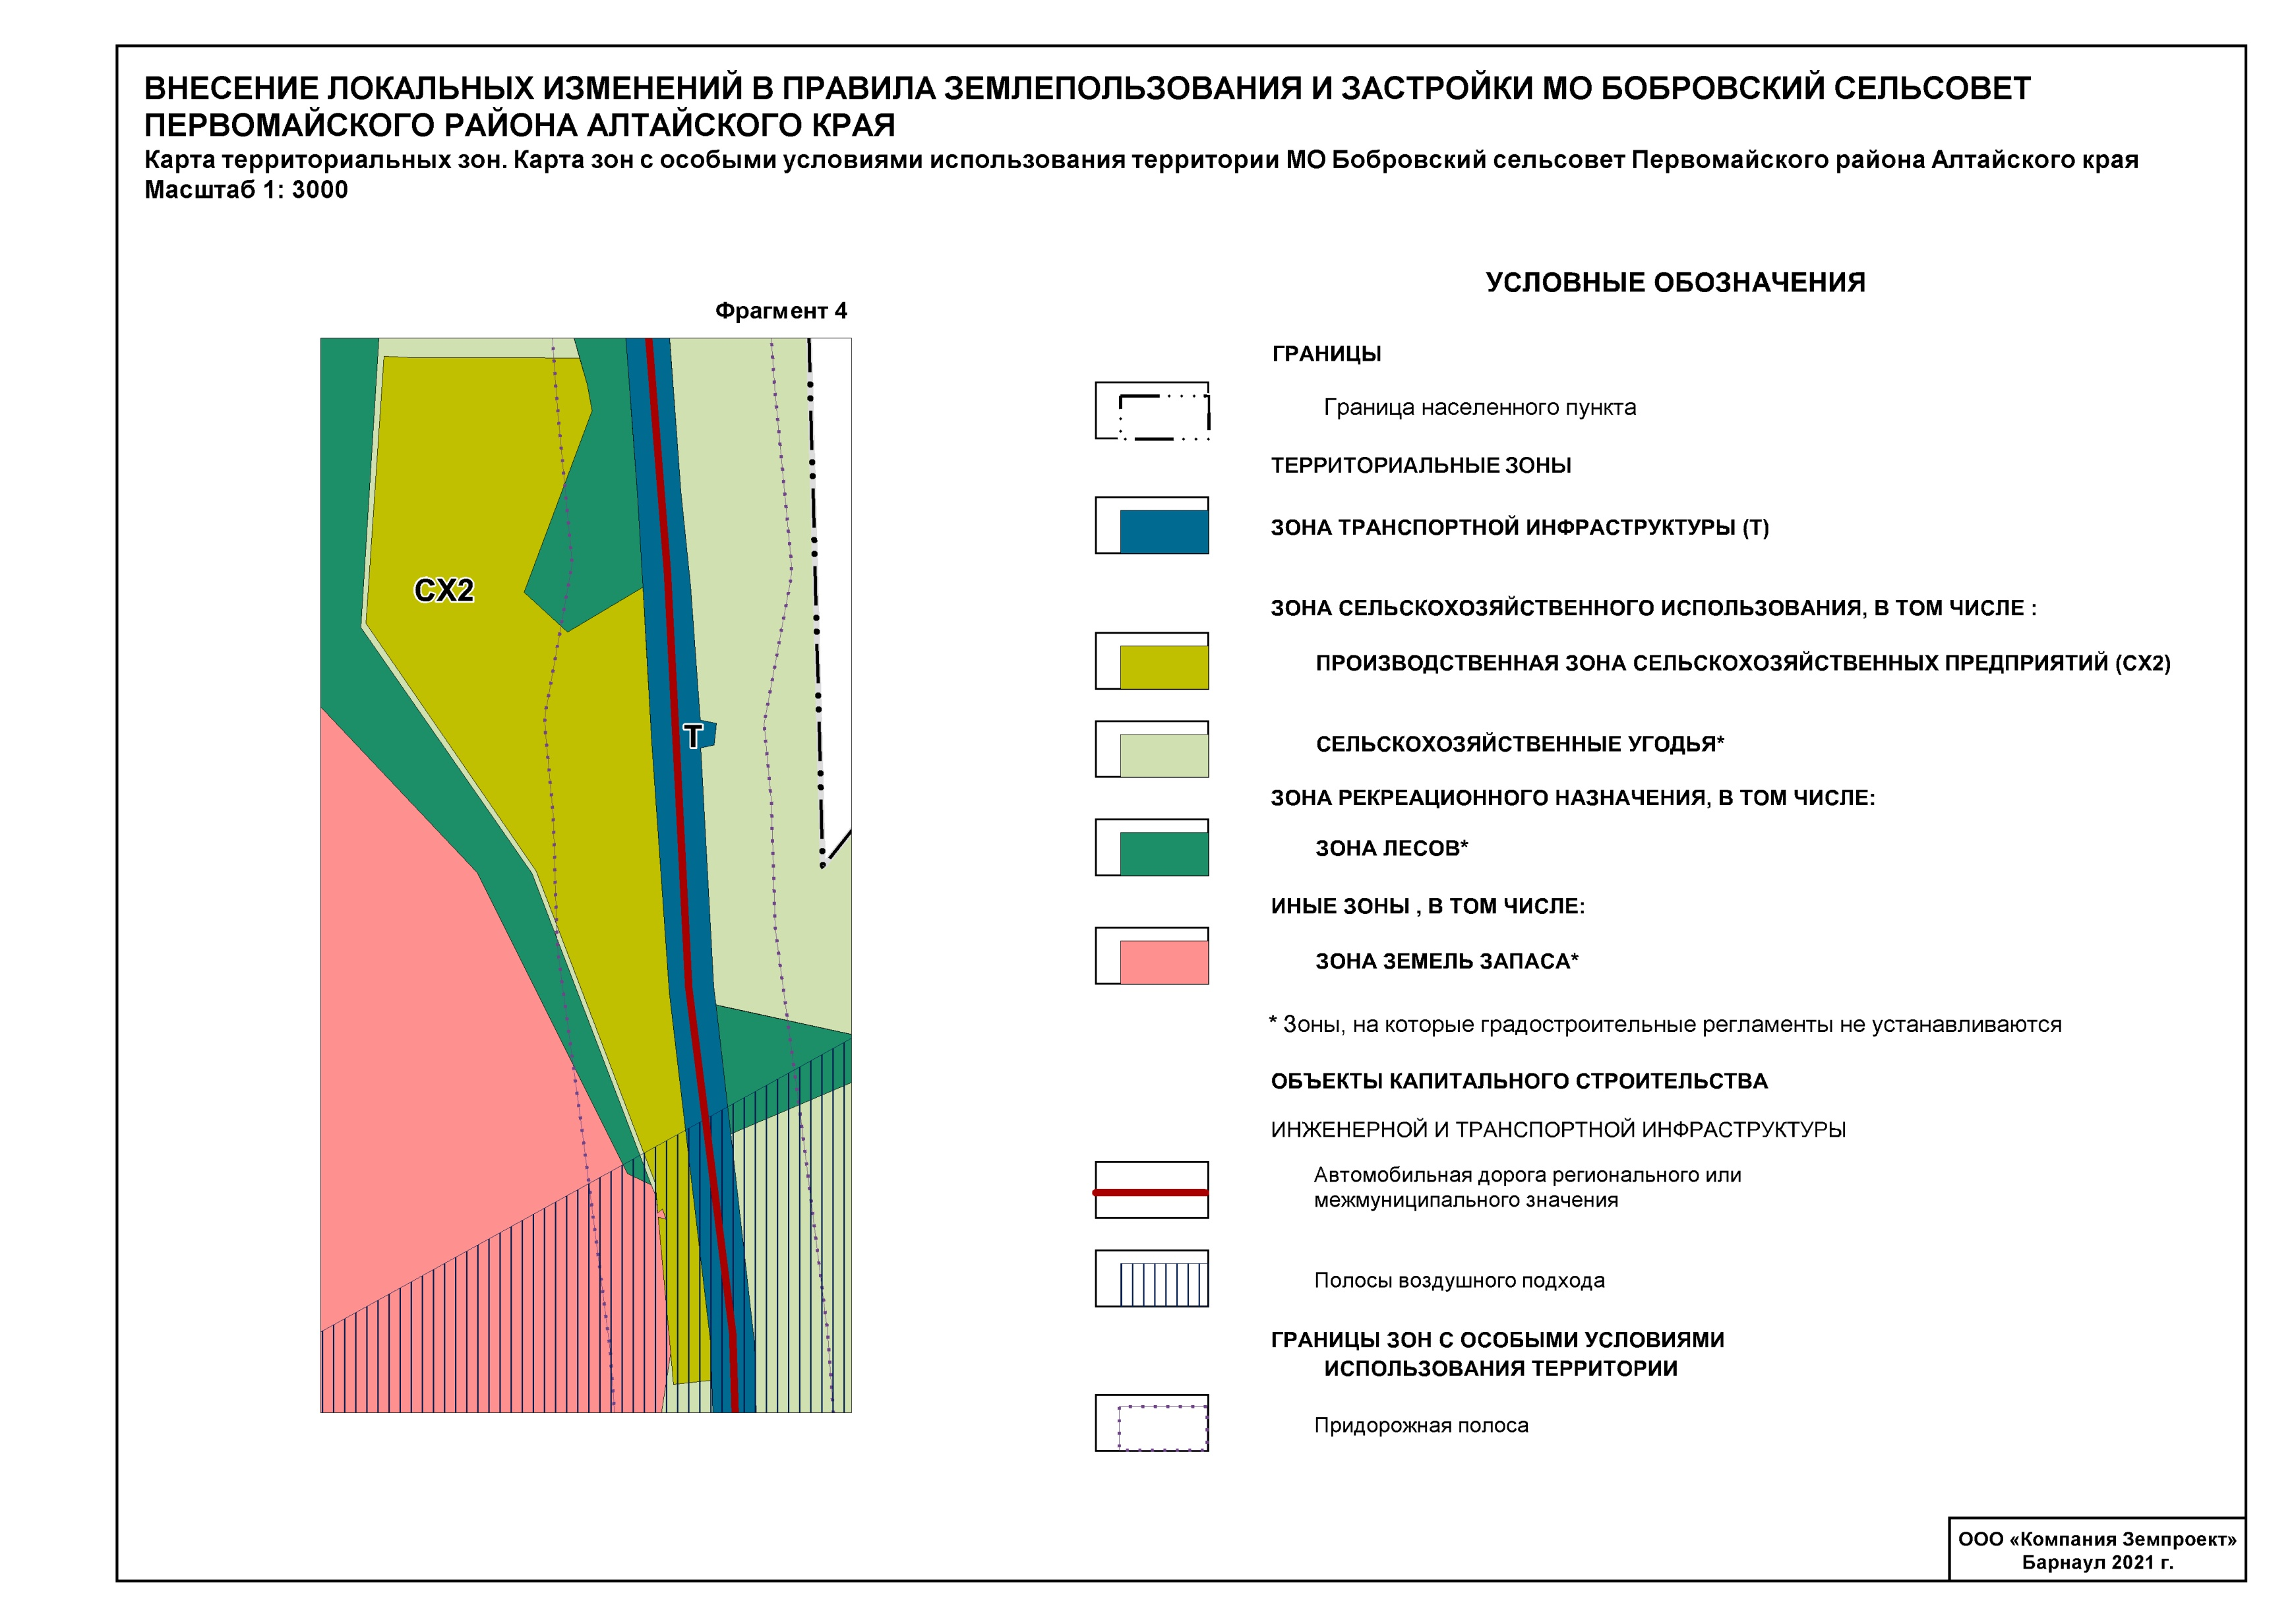 ВНЕСЕНИЕ ЛОКАЛЬНЫХ ИЗМЕНЕНИЙ В ПРАВИЛА ЗЕМЛЕПОЛЬЗОВАНИЯ И ЗАСТРОЙКИ МО БОБРОВСКИЙ СЕЛЬСОВЕТ
ПЕРВОМАЙСКОГО РАЙОНА АЛТАЙСКОГО КРАЯ
Карта территориальных зон. Карта зон с особыми условиями использования территории МО Бобровский сельсовет Первомайского района Алтайского края
Масштаб 1: 3000
Фрагмент 4
СХ2
Т
УСЛОВНЫЕ ОБОЗНАЧЕНИЯ
ГРАНИЦЫ
Граница населенного пункта
ТЕРРИТОРИАЛЬНЫЕ ЗОНЫ
ЗОНА ТРАНСПОРТНОЙ ИНФРАСТРУКТУРЫ (Т)
ЗОНА СЕЛЬСКОХОЗЯЙСТВЕННОГО ИСПОЛЬЗОВАНИЯ, В ТОМ ЧИСЛЕ :
ПРОИЗВОДСТВЕННАЯ ЗОНА СЕЛЬСКОХОЗЯЙСТВЕННЫХ ПРЕДПРИЯТИЙ (СХ2)
СЕЛЬСКОХОЗЯЙСТВЕННЫЕ УГОДЬЯ*
ЗОНА РЕКРЕАЦИОННОГО НАЗНАЧЕНИЯ, В ТОМ ЧИСЛЕ:
ЗОНА ЛЕСОВ*
ИНЫЕ ЗОНЫ , В ТОМ ЧИСЛЕ:
ЗОНА ЗЕМЕЛЬ ЗАПАСА*
* Зоны, на которые градостроительные регламенты не устанавливаются
ОБЪЕКТЫ КАПИТАЛЬНОГО СТРОИТЕЛЬСТВА
ИНЖЕНЕРНОЙ И ТРАНСПОРТНОЙ ИНФРАСТРУКТУРЫ
Автомобильная дорога регионального или
межмуниципального значения
Полосы воздушного подхода
ГРАНИЦЫ ЗОН С ОСОБЫМИ УСЛОВИЯМИ
ИСПОЛЬЗОВАНИЯ ТЕРРИТОРИИ
Придорожная полоса
ООО «Компания Земпроект»
Барнаул 2021 г.